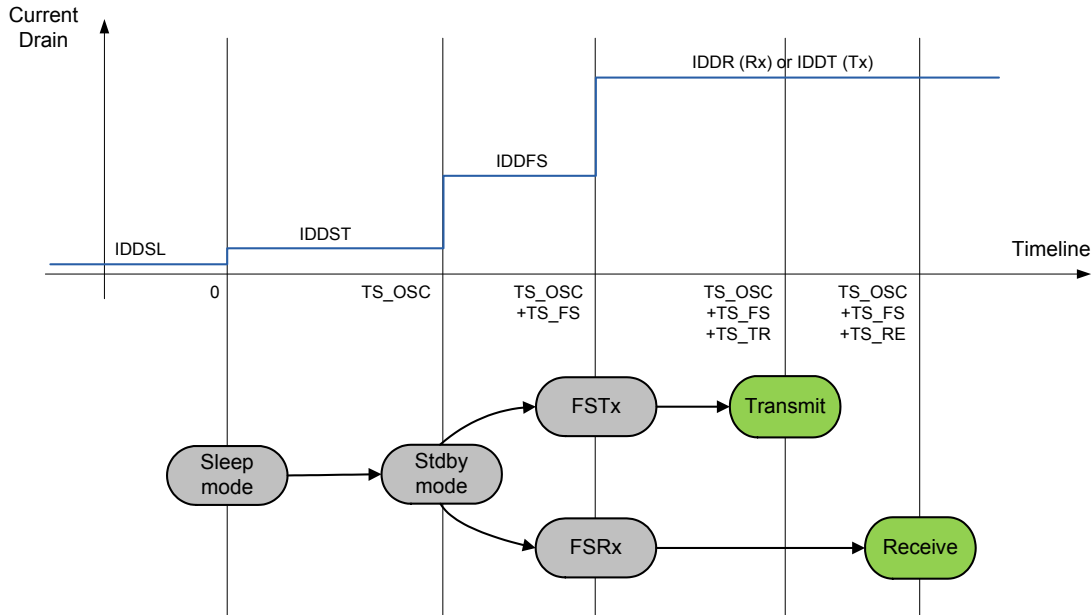 Current
Drain
IDDR (Rx) or IDDT (Tx)
IDDFS
IDDST
IDDSL
Timeline
0
TS_OSC
TS_OSC
+TS_FS
TS_OSC
+TS_FS
+TS_TR
TS_OSC
+TS_FS
+TS_RE
FSTx
Transmit
Sleep
mode
Stdby
mode
FSRx
Receive